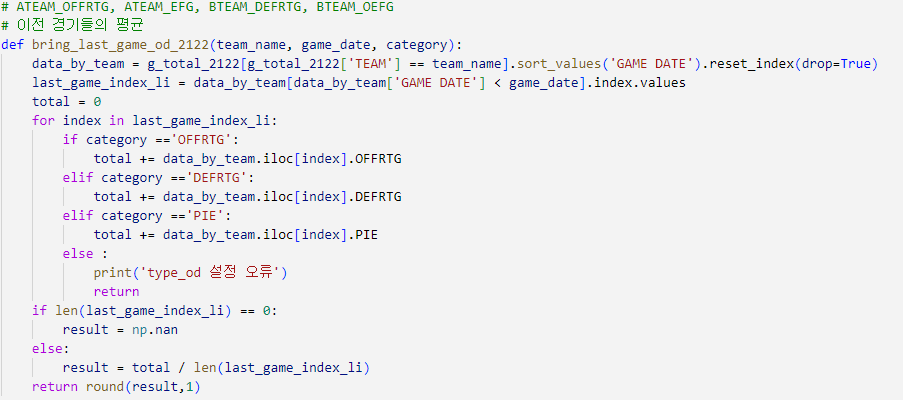 # ATEAM_OFFRTG, ATEAM_EFG, BTEAM_DEFRTG, BTEAM_OEFG
# 이전 경기들의 평균
def bring_last_game_od_2122(team_name, game_date, category):
    data_by_team = g_total_2122[g_total_2122['TEAM'] == team_name].sort_values('GAME DATE').reset_index(drop=True)
    last_game_index_li = data_by_team[data_by_team['GAME DATE'] < game_date].index.values
    total = 0
    for index in last_game_index_li:
        if category =='OFFRTG':
            total += data_by_team.iloc[index].OFFRTG
        elif category =='DEFRTG':
            total += data_by_team.iloc[index].DEFRTG
        elif category =='PIE':
            total += data_by_team.iloc[index].PIE
        else :
            print('type_od 설정 오류')
            return
    if len(last_game_index_li) == 0:
        result = np.nan
    else:
        result = total / len(last_game_index_li)
    return round(result,1)